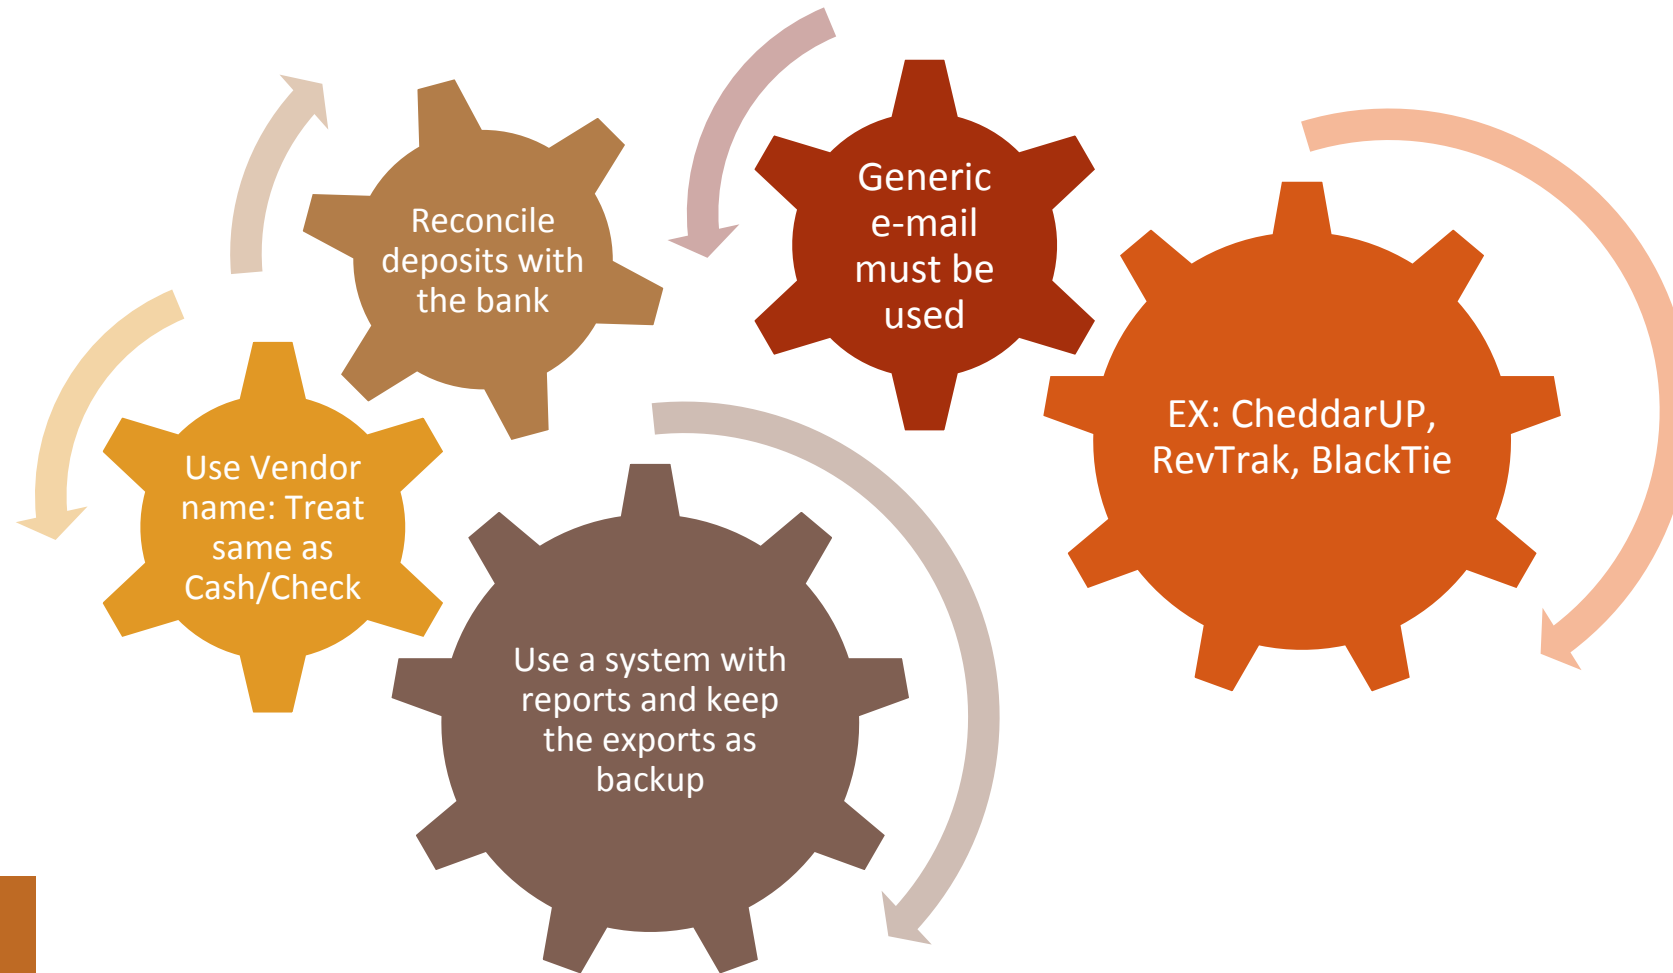 Reconcile
deposits with
the bank
Generic
e-mail
must be
used
EX: CheddarUP,
RevTrak, BlackTie
Use Vendor
name: Treat
same as
Cash/Check
Use a system with
reports and keep
the exports as
backup